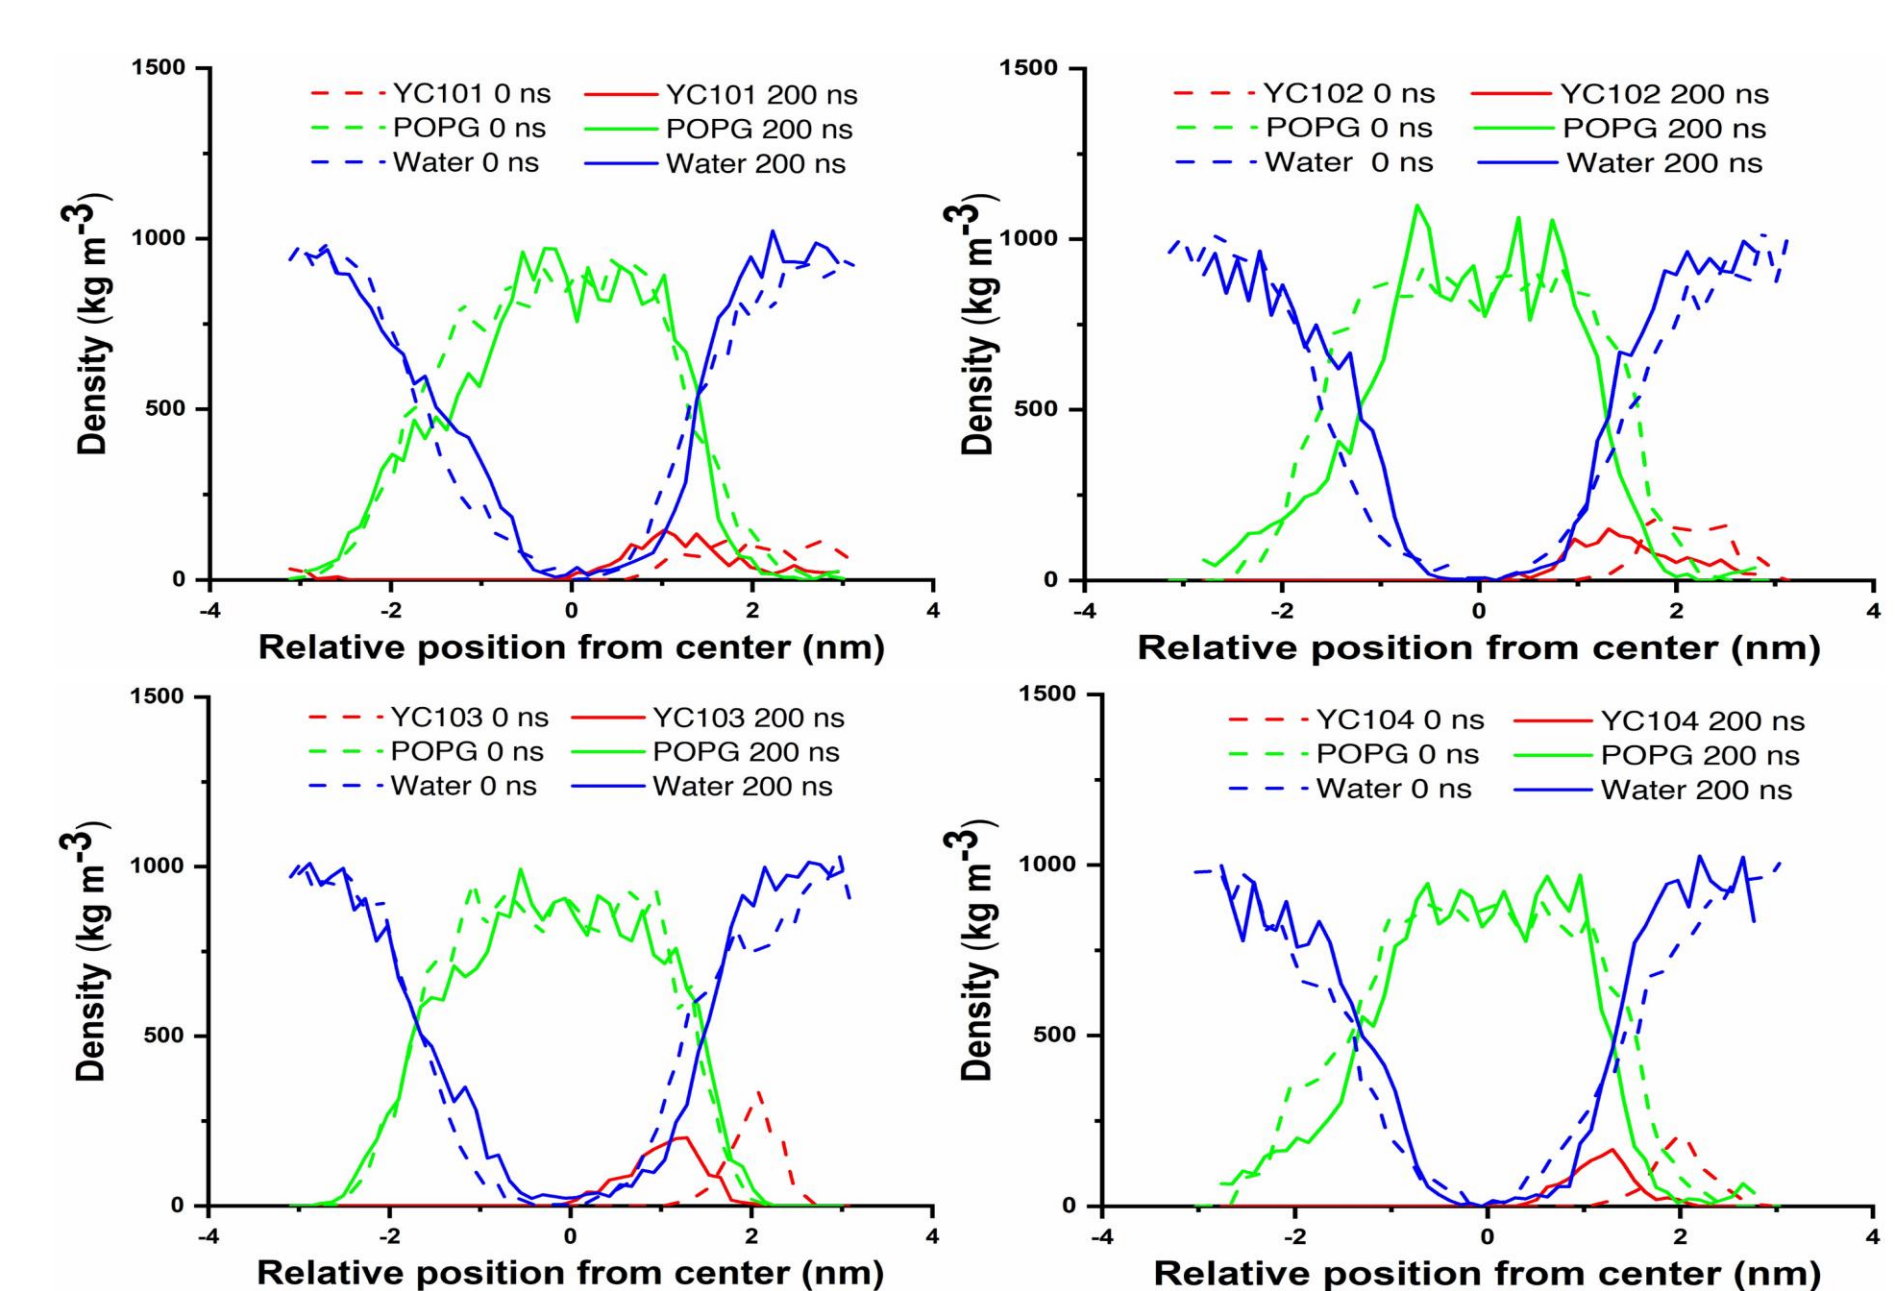 1500
YC101 0 ns YC101 200 ns
POPG 0 ns POPG 200 ns
Water 0 ns Water 200 ns
1000
500
0
Density (kg m-3)
-4 -2 0 2 4
Relative position from center (nm)
1500
YC102 0 ns YC102 200 ns
POPG 0 ns POPG 200 ns
Water 0 ns Water 200 ns
1000
500
0
Density (kg m-3)
-4 -2 0 2 4
Relative position from center (nm)
1500
YC103 0 ns YC103 200 ns
POPG 0 ns POPG 200 ns
Water 0 ns Water 200 ns
1000
500
0
Density (kg m-3)
-4 -2 0 2 4
Relative position from center (nm)
1500
YC104 0 ns YC104 200 ns
POPG 0 ns POPG 200 ns
Water 0 ns Water 200 ns
1000
500
0
Density (kg m-3)
-4 -2 0 2 4
Relative position from center (nm)